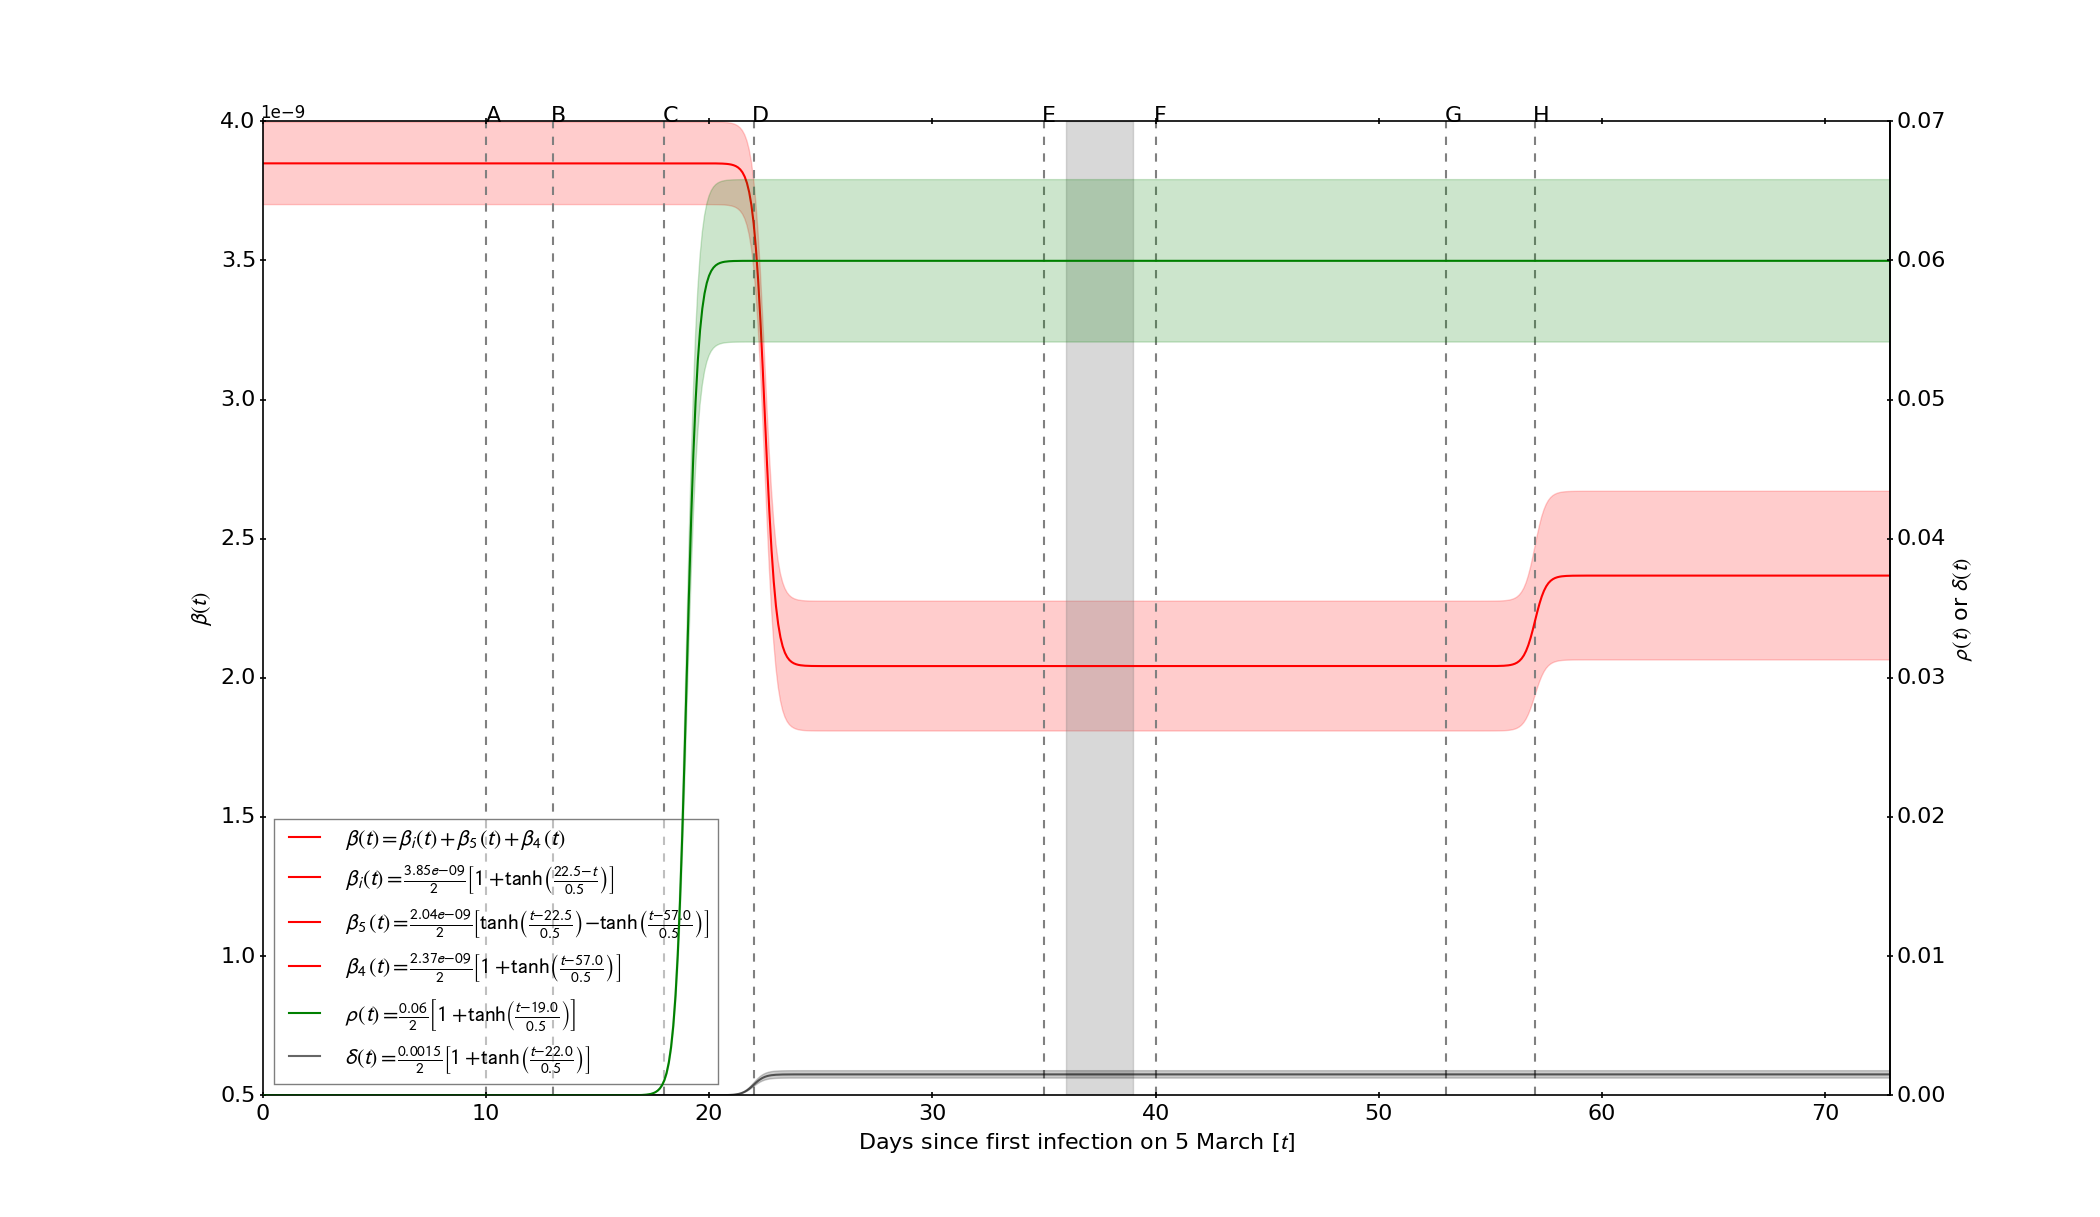 1e−9
A B C D E F G H
4.0
3.5
3.0
2.5
2.0
1.5
1.0
0.5
β(t)
0.07
0.06
0.05
0.04
0.03
0.02
0.01
0.00
ρ(t) or δ(t)
β(t)=βᵢ(t)+β₅(t)+β₄(t)
βᵢ(t)=3.85e−09/2[1+tanh(22.5−t/0.5)]
β₅(t)=2.04e−09/2[tanh(t−22.5/0.5)−tanh(t−57.0/0.5)]
β₄(t)=2.37e−09/2[1+tanh(t−57.0/0.5)]
ρ(t)=0.06/2[1+tanh(t−19.0/0.5)]
δ(t)=0.0015/2[1+tanh(t−22.0/0.5)]
0 10 20 30 40 50 60 70
Days since first infection on 5 March [t]